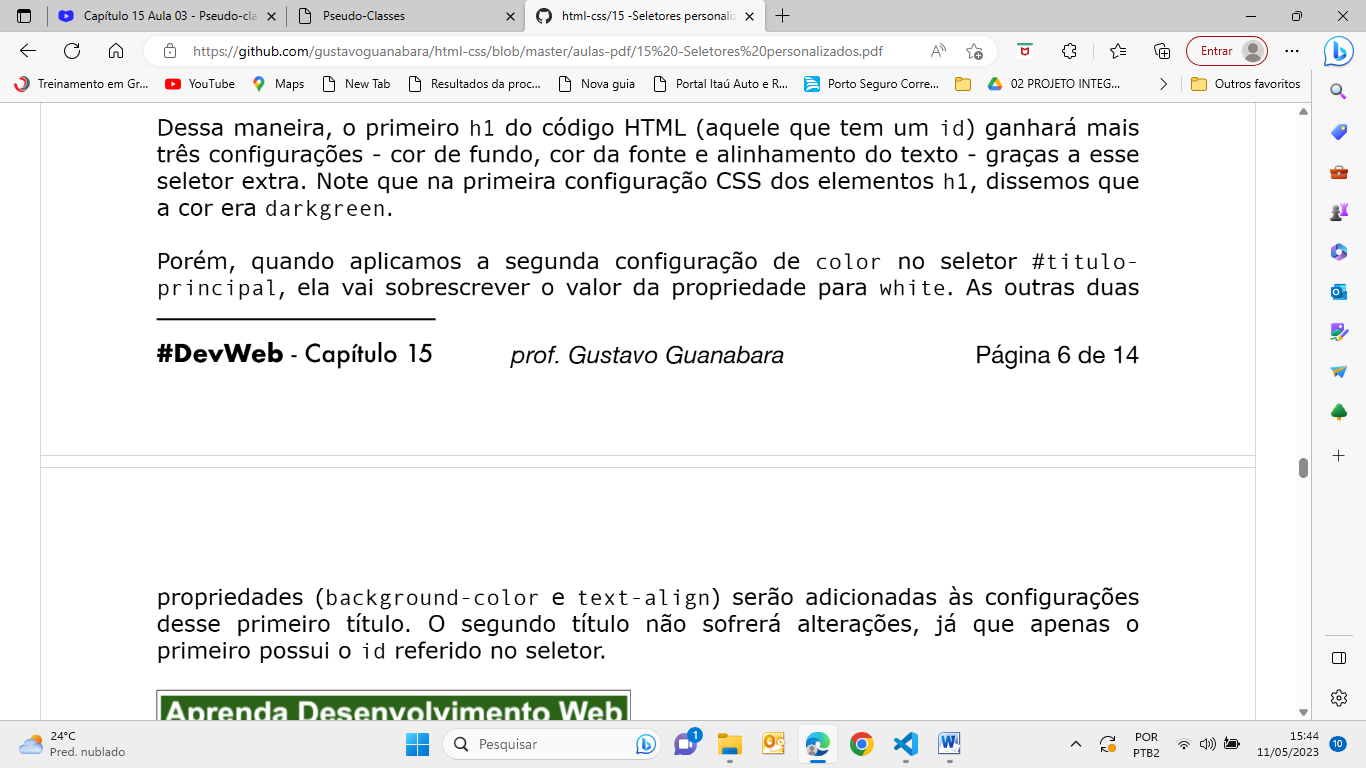 Capítulo 15 Aula 03 - Pseudo-cla
Pseudo-Classes
html-css/15 -Seletores personaliz
https://github.com/gustavoguanabara/html-css/blob/master/aulas-pdf/15%20-Seletores%20personalizados.pdf
Entrar
Treinamento em Gr...
YouTube
Maps
New Tab
Resultados da proc...
Nova guia
Portal Itaú Auto e R...
Porto Seguro Corre...
02 PROJETO INTEG...
Outros favoritos
Dessa maneira, o primeiro h1 do código HTML (aquele que tem um id) ganhará mais
três configurações - cor de fundo, cor da fonte e alinhamento do texto - graças a esse
seletor extra. Note que na primeira configuração CSS dos elementos h1, dissemos que
a cor era darkgreen.
Porém, quando aplicamos a segunda configuração de color no seletor #titulo-
principal, ela vai sobrescrever o valor da propriedade para white. As outras duas
#DevWeb - Capítulo 15
prof. Gustavo Guanabara
Página 6 de 14
propriedades (background-color e text-align) serão adicionadas às configurações
desse primeiro título. O segundo título não sofrerá alterações, já que apenas o
primeiro possui o id referido no seletor.
Aprenda Desenvolvimento Web
24°C
Pred. nublado
Pesquisar
1
POR
PTB2
15:44
11/05/2023
10